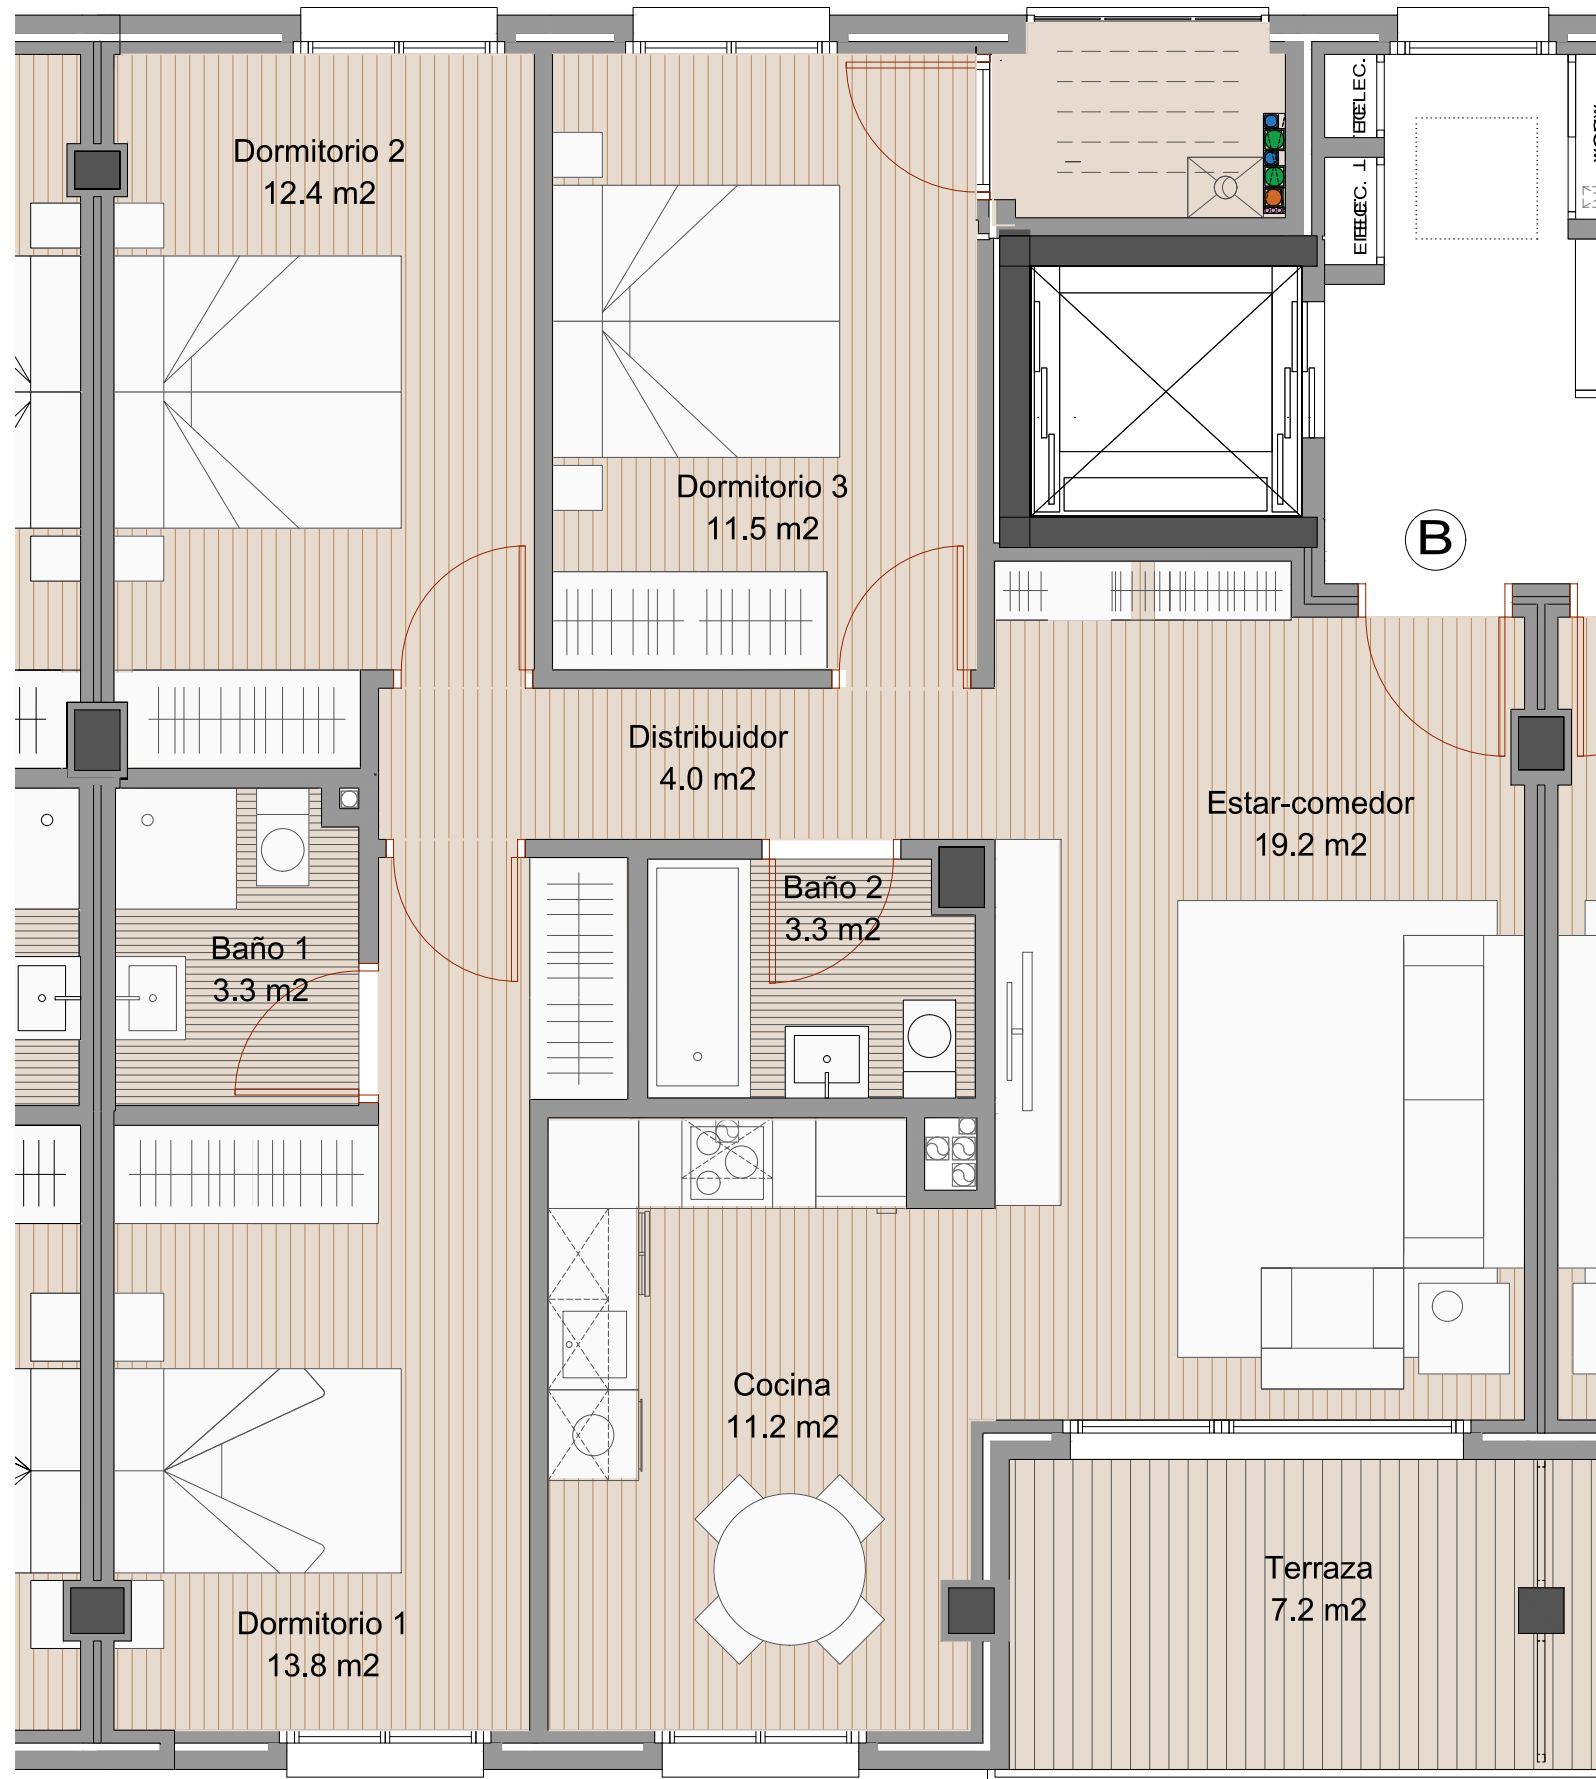 Dormitorio 2
12.4 m2
Dormitorio 3
11.5 m2
B
Distribuidor
4.0 m2
Estar-comedor
19.2 m2
Baño 2
3.3 m2
Baño 1
3.3 m2
Cocina
11.2 m2
Terraza
7.2 m2
Dormitorio 1
13.8 m2